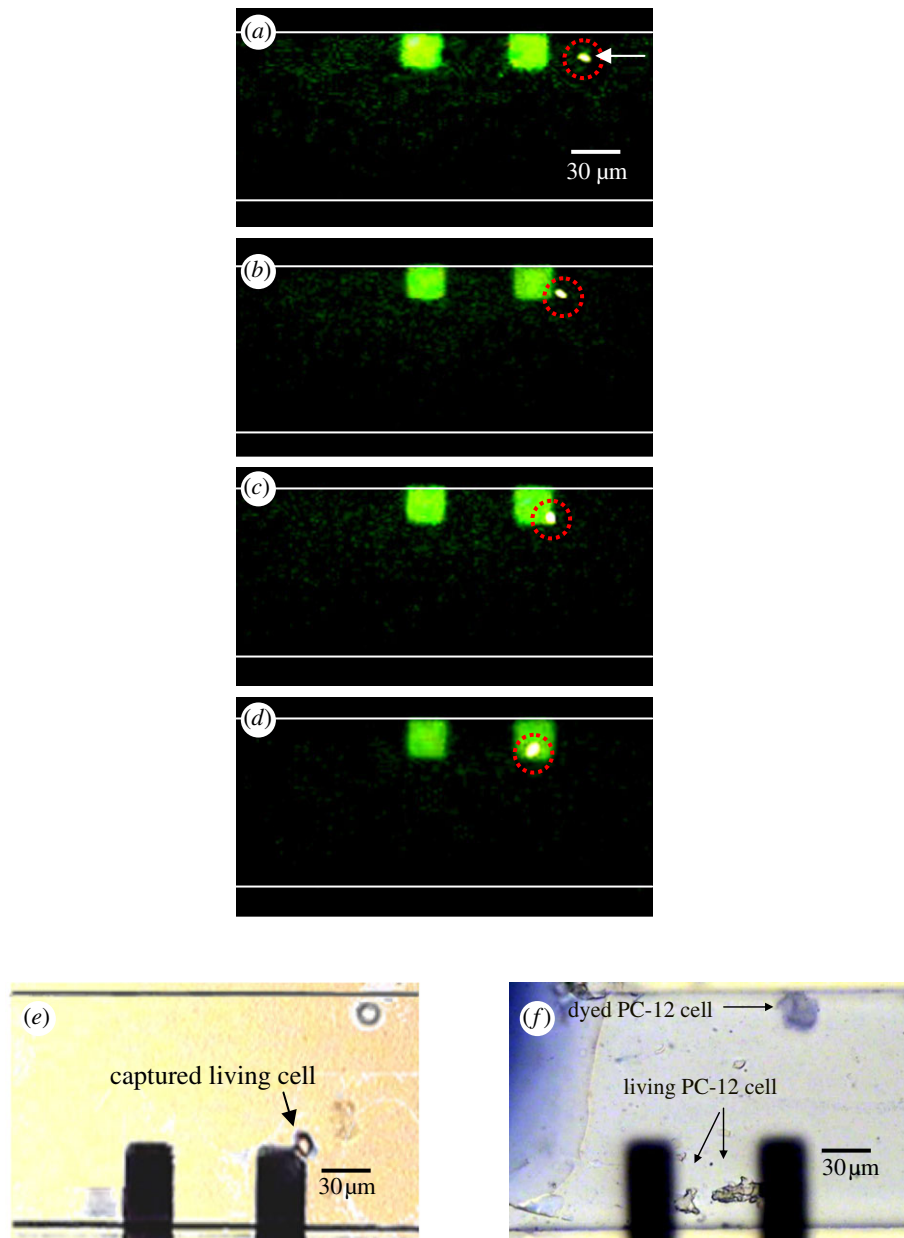 (a)
30 µm
(b)
(c)
(d)
(e)
captured living cell
30 µm
(f)
dyed PC-12 cell
living PC-12 cell
30 µm